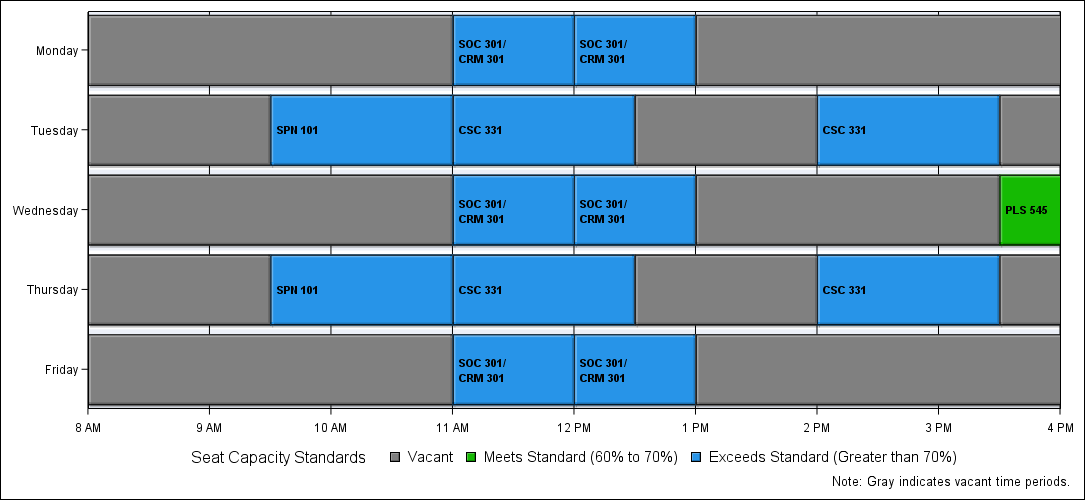 Monday
SOC 301/
CRM 301
SOC 301/
CRM 301
Tuesday
SPN 101
CSC 331
CSC 331
Wednesday
SOC 301/
CRM 301
SOC 301/
CRM 301
PLS 545
Thursday
SPN 101
CSC 331
CSC 331
Friday
SOC 301/
CRM 301
SOC 301/
CRM 301
8 AM 9 AM 10 AM 11 AM 12 PM 1 PM 2 PM 3 PM 4 PM
Seat Capacity Standards Vacant Meets Standard (60% to 70%) Exceeds Standard (Greater than 70%)
Note: Gray indicates vacant time periods.